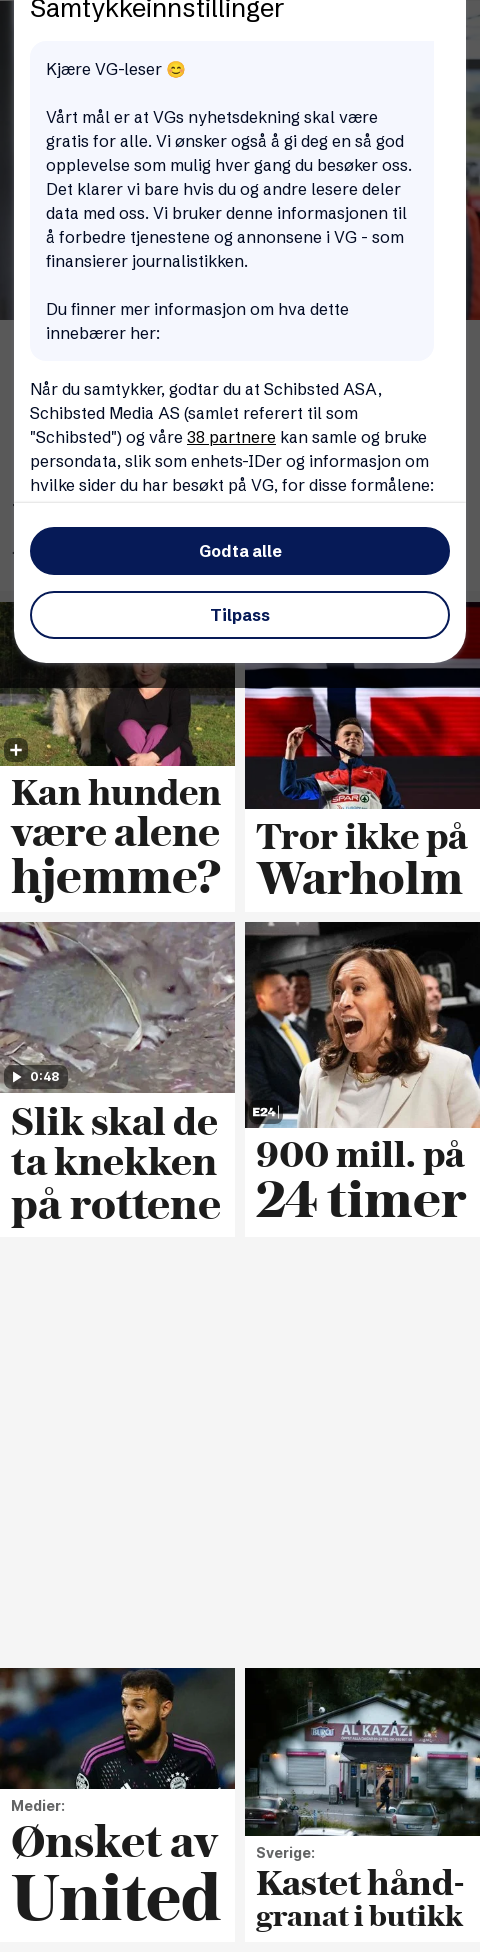 Samtykkeinnstillinger
Kjære VG-leser 😊
Vårt mål er at VGs nyhetsdekning skal være
gratis for alle. Vi ønsker også å gi deg en så god
opplevelse som mulig hver gang du besøker oss.
Det klarer vi bare hvis du og andre lesere deler
data med oss. Vi bruker denne informasjonen til
å forbedre tjenestene og annonsene i VG - som
finansierer journalistikken.
Du finner mer informasjon om hva dette
innebærer her:
Når du samtykker, godtar du at Schibsted ASA,
Schibsted Media AS (samlet referert til som
"Schibsted") og våre 38 partnere kan samle og bruke
persondata, slik som enhets-IDer og informasjon om
hvilke sider du har besøkt på VG, for disse formålene:
Godta alle
Tilpass
Kan hunden
være alene
hjemme?
SPAR
Tror ikke på
Warholm
0:48
Slik skal de
ta knekken
på rottene
E24
900 mill. på
24 timer
Medier:
Ønsket av
United
AL KAZAZI
Sverige:
Kastet hånd-
granat i butikk